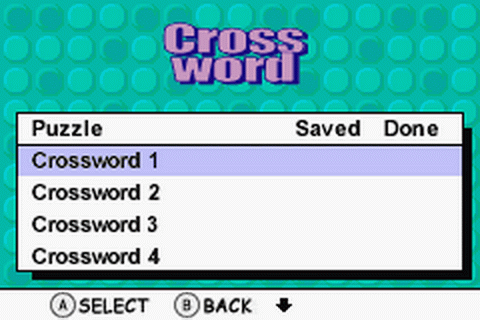 Cross
word
Puzzle Saved Done
Crossword 1
Crossword 2
Crossword 3
Crossword 4
A SELECT B BACK